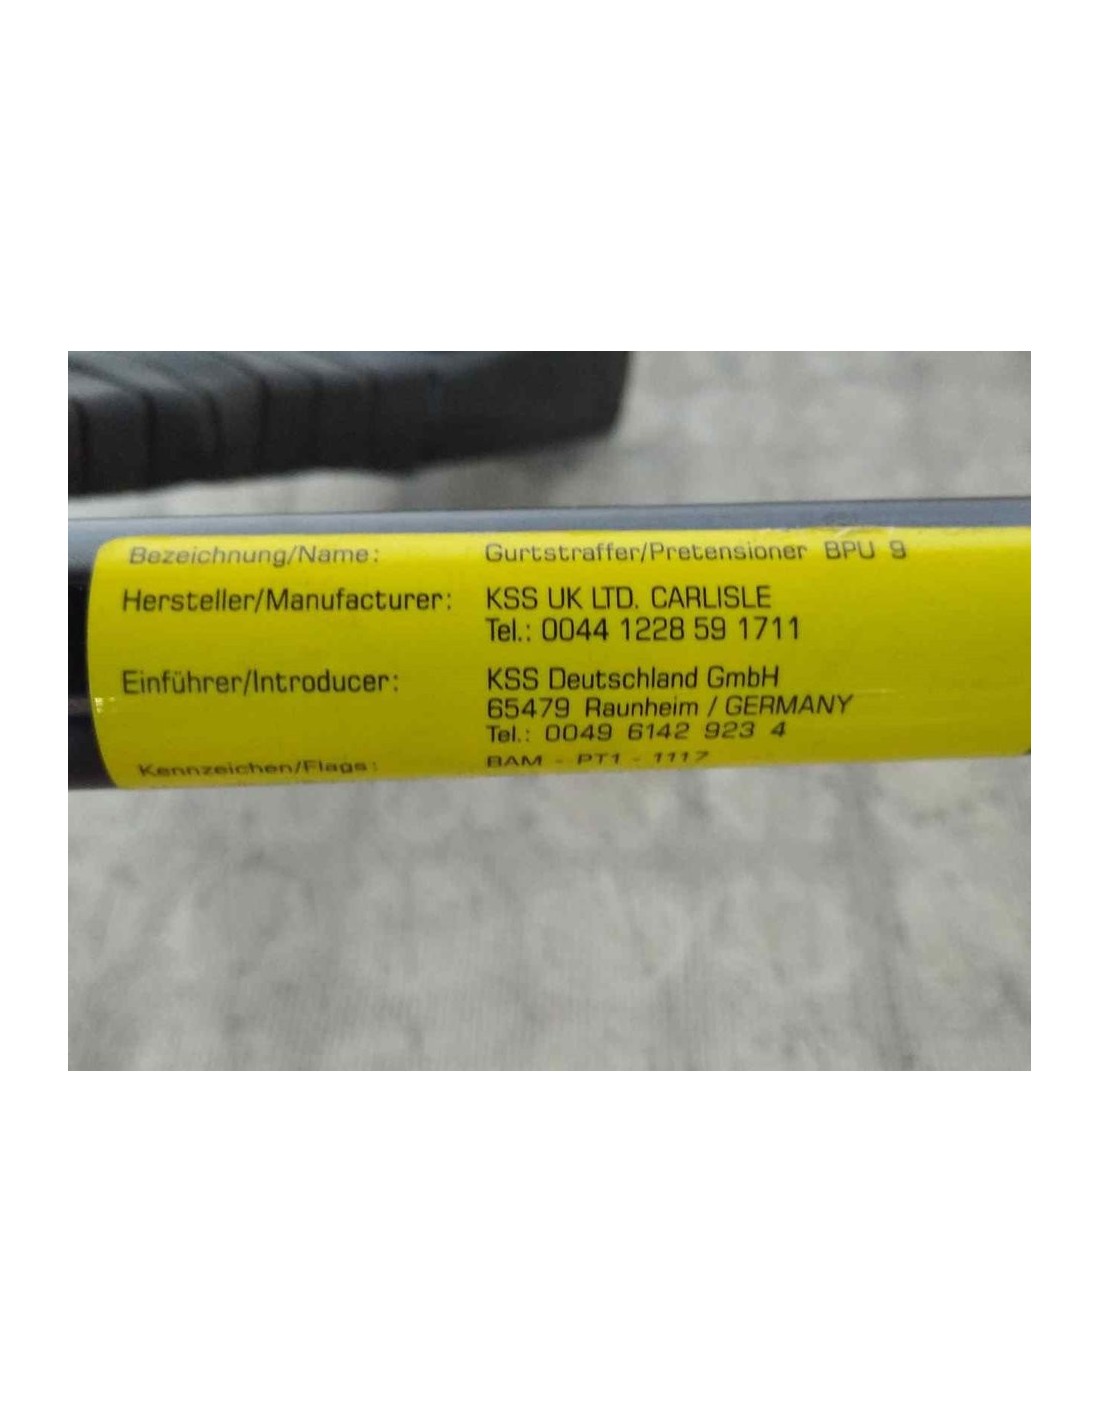 Bezeichnung/Name: Gurtstraffer/Pretensioner BPU 9
Hersteller/Manufacturer: KSS UK LTD. CARLISLE
Tel.: 0044 1228 59 1711
Einführer/Introducer: KSS Deutschland GmbH
65479 Raunheim / GERMANY
Tel.: 0049 6142 923 4
Kennzeichen/Flags: BAM - PT1 - 1117